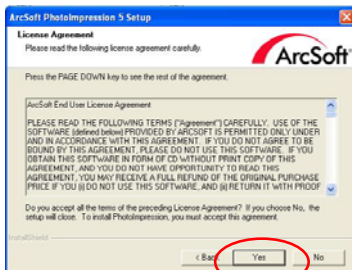 ArcSoft PhotoImpression 5 Setup
License Agreement
Please read the following license agreement carefully.
ArcSoft®
Press the PAGE DOWN key to see the rest of the agreement.
ArcSoft End User License Agreement
PLEASE READ THE FOLLOWING TERMS ("Agreement") CAREFULLY.  USE OF THE
SOFTWARE (defined below) PROVIDED BY ARCSOFT IS PERMITTED ONLY UNDER
AND IN ACCORDANCE WITH THIS AGREEMENT.  IF YOU DO NOT AGREE TO BE
BOUND BY THIS AGREEMENT, PLEASE DO NOT USE THIS SOFTWARE.  IF YOU
OBTAIN THIS SOFTWARE IN FORM OF CD WITHOUT PRINT COPY OF THIS
AGREEMENT, AND YOU DO NOT HAVE OPPORTUNITY TO READ THIS
AGREEMENT, YOU MAY RECEIVE A FULL REFUND OF THE ORIGINAL PURCHASE
PRICE IF YOU (i) DO NOT USE THIS SOFTWARE, AND (ii) RETURN IT WITH PROOF
Do you accept all the terms of the preceding License Agreement?  If you choose No, the
setup will close.  To install PhotoImpression, you must accept this agreement.
InstallShield
< Back Yes No